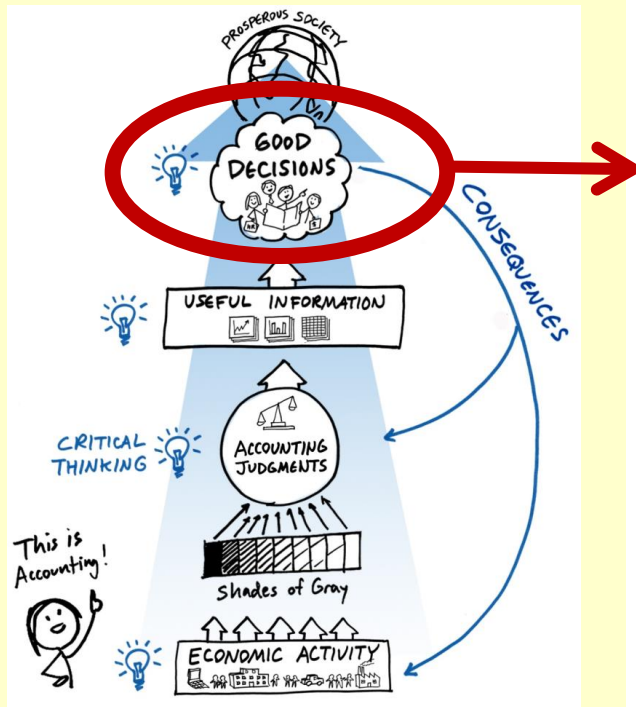 PROSPEROUS SOCIETY
GOOD
DECISIONS
CONSEQUENCES
USEFUL INFORMATION
CRITICAL
THINKING
ACCOUNTING
JUDGMENTS
This is
Accounting!
Shades of Gray
ECONOMIC ACTIVITY